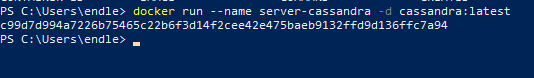 PS C:\Users\endle> docker run --name server-cassandra -d cassandra:latest
c99d7d994a7226b75465c22b6f3d14f2cee42e475baeb9132ffd9d136ffc7a94
PS C:\Users\endle>